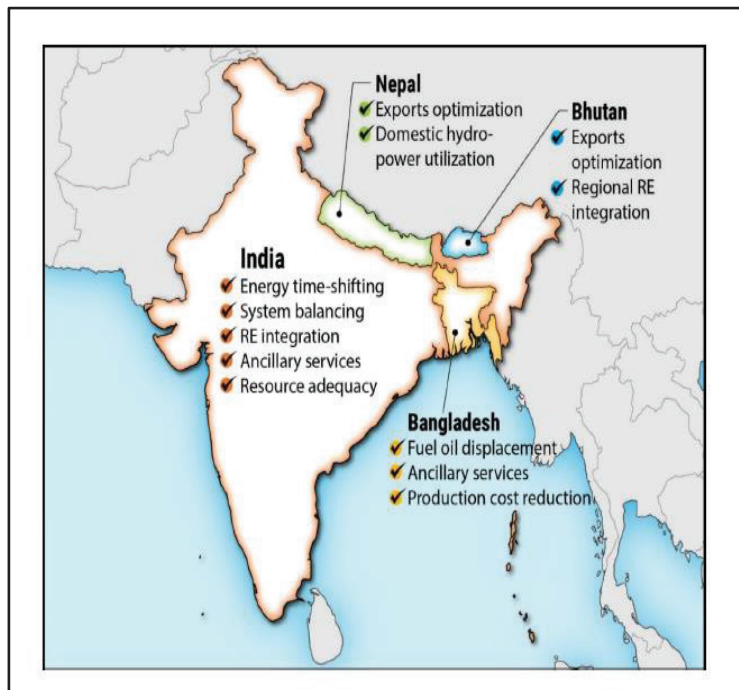 Nepal
✔ Exports optimization
✔ Domestic hydro-
power utilization
Bhutan
✔ Exports
optimization
✔ Regional RE
integration
India
✔ Energy time-shifting
✔ System balancing
✔ RE integration
✔ Ancillary services
✔ Resource adequacy
Bangladesh
✔ Fuel oil displacement
✔ Ancillary services
✔ Production cost reduction